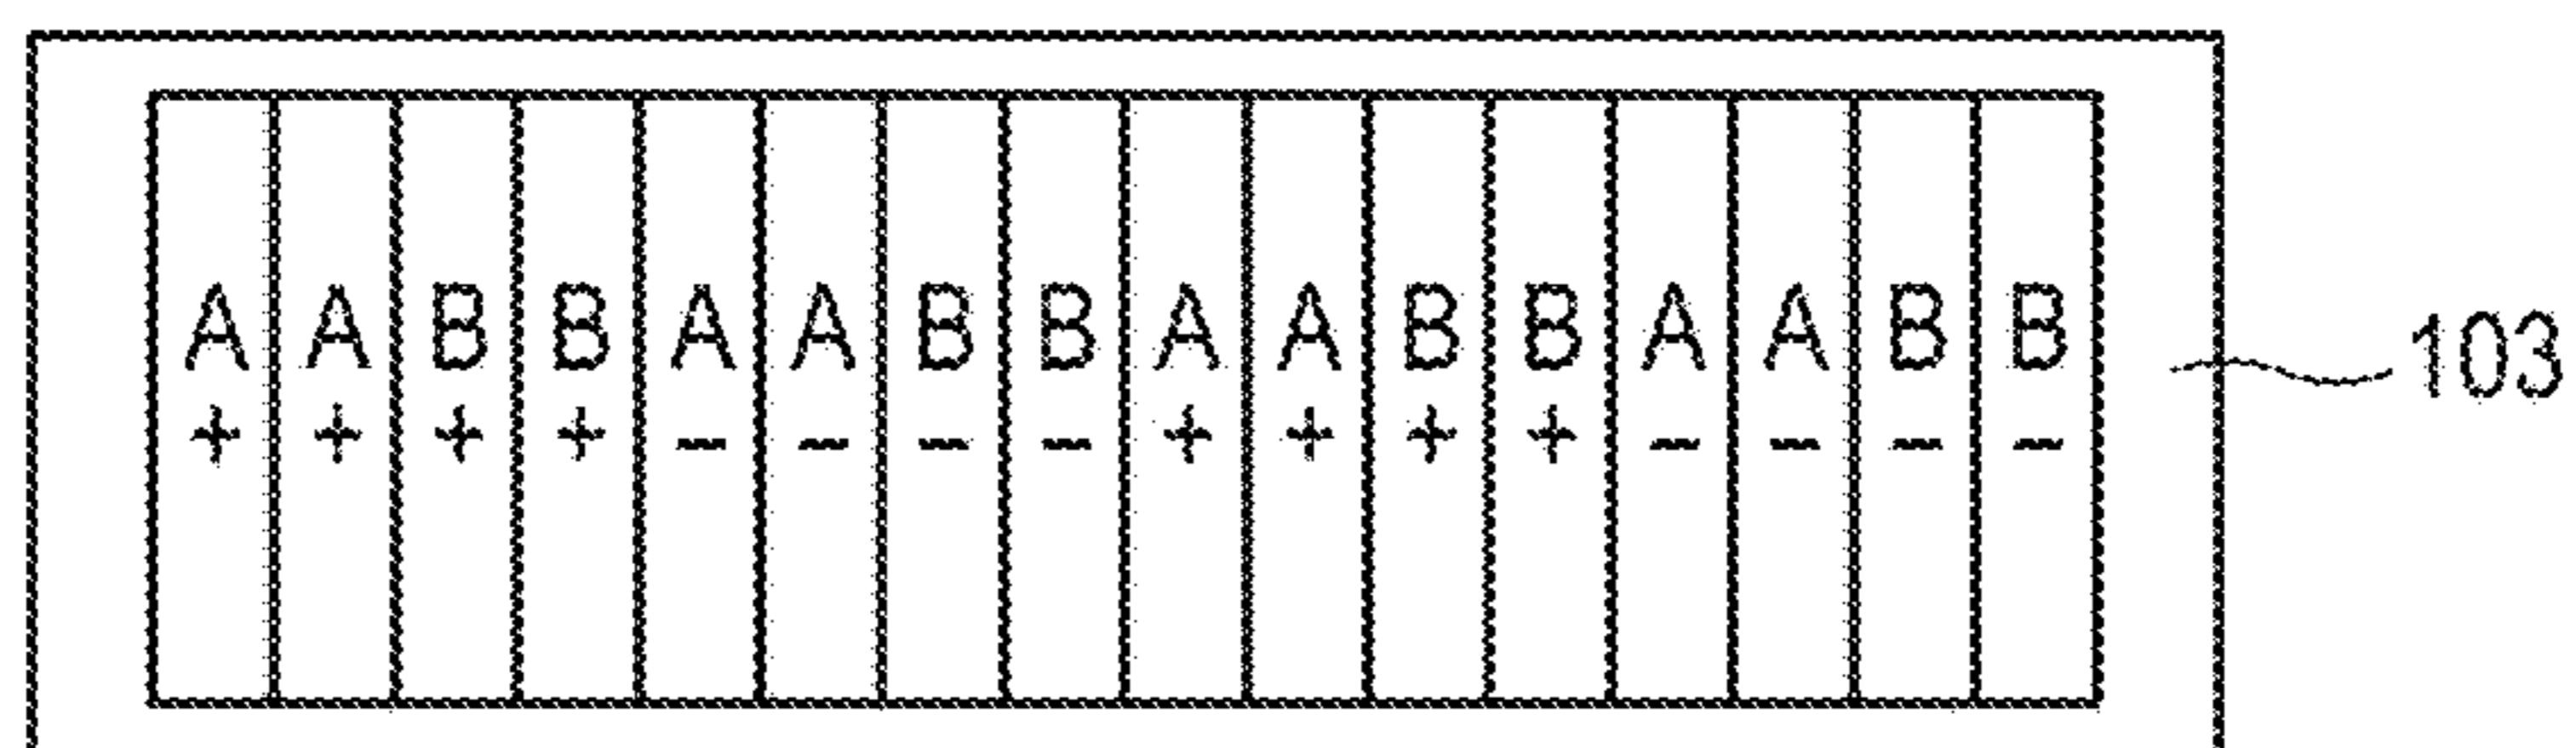 A A B B A A B B A A B B A A B B
+ + + + - - - - + + + + - - - -
103